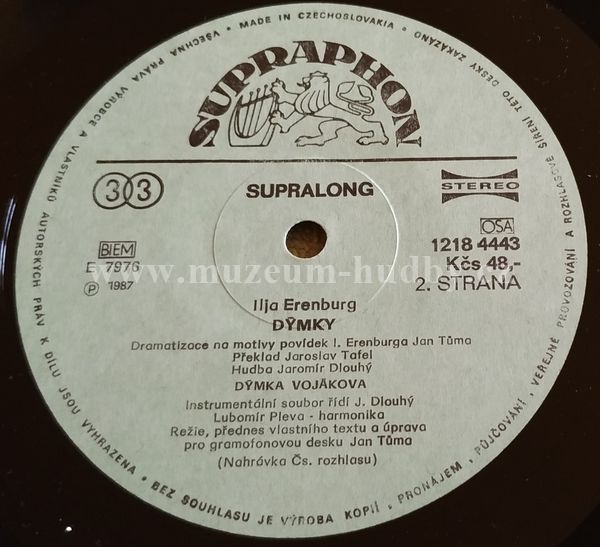 VŠECHNA PRÁVA VÝROBCE A VLASTNÍKŮ AUTORSKÝCH PRÁV K DÍLU JSOU VYHRAZENA • BEZ SOUHLASU JE VÝROBA KOPIÍ, PRONÁJEM, PŮJČOVÁNÍ, VEŘEJNÉ PROVOZOVÁNÍ A ROZHLASOVÉ ŠÍŘENÍ TÉTO DESKY ZAKÁZÁNO • MADE IN CZECHOSLOVAKIA •
SUPRAPHON
33
SUPRALONG
STEREO
BIEM
OSA
E 7976
1218 4443
℗ 1987
Kčs 48,-
2. STRANA
www.muzeum-hudby.cz
Ilja Erenburg
DÝMKY
Dramatizace na motivy povídek I. Erenburga Jan Tůma
Překlad Jaroslav Tafel
Hudba Jaromír Dlouhý
DÝMKA VOJÁKOVA
Instrumentální soubor řídí J. Dlouhý
Lubomír Pleva - harmonika
Režie, přednes vlastního textu a úprava
pro gramofonovou desku Jan Tůma
(Nahrávka Čs. rozhlasu)